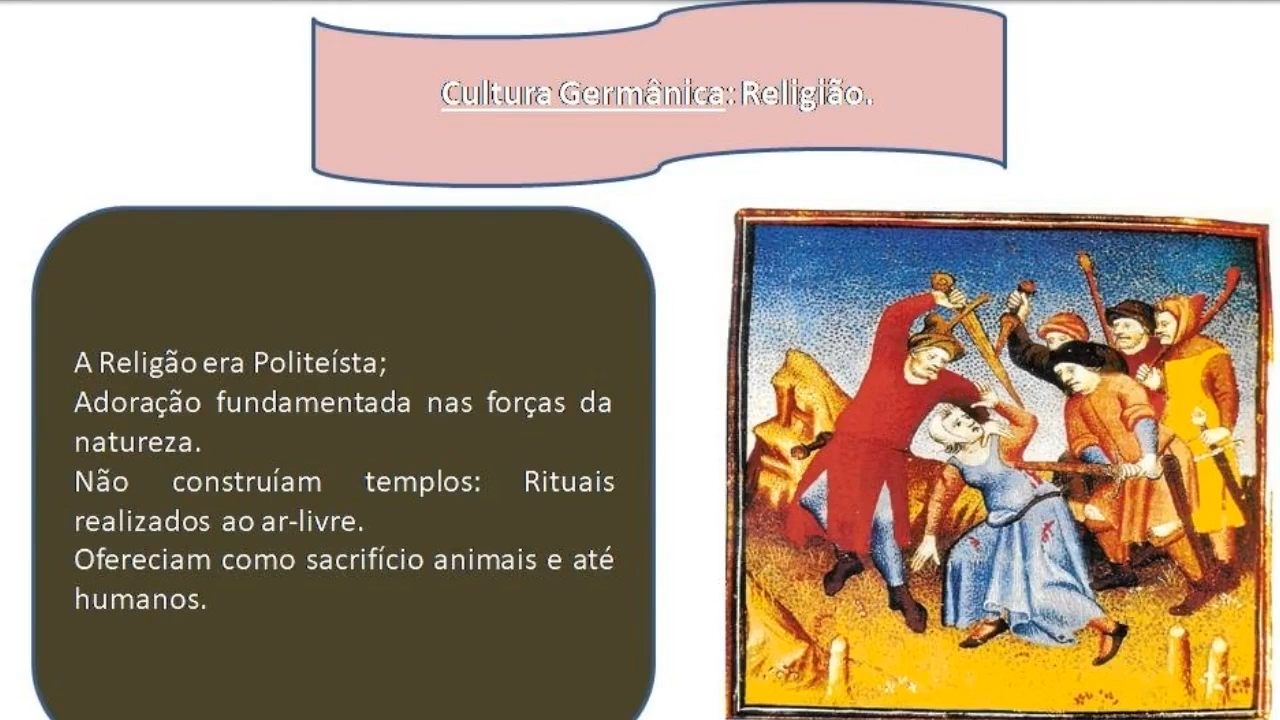 Cultura Germânica: Religião.
A Religão era Politeísta;
Adoração fundamentada nas forças da
natureza.
Não construíam templos: Rituais
realizados ao ar-livre.
Ofereciam como sacrifício animais e até
humanos.